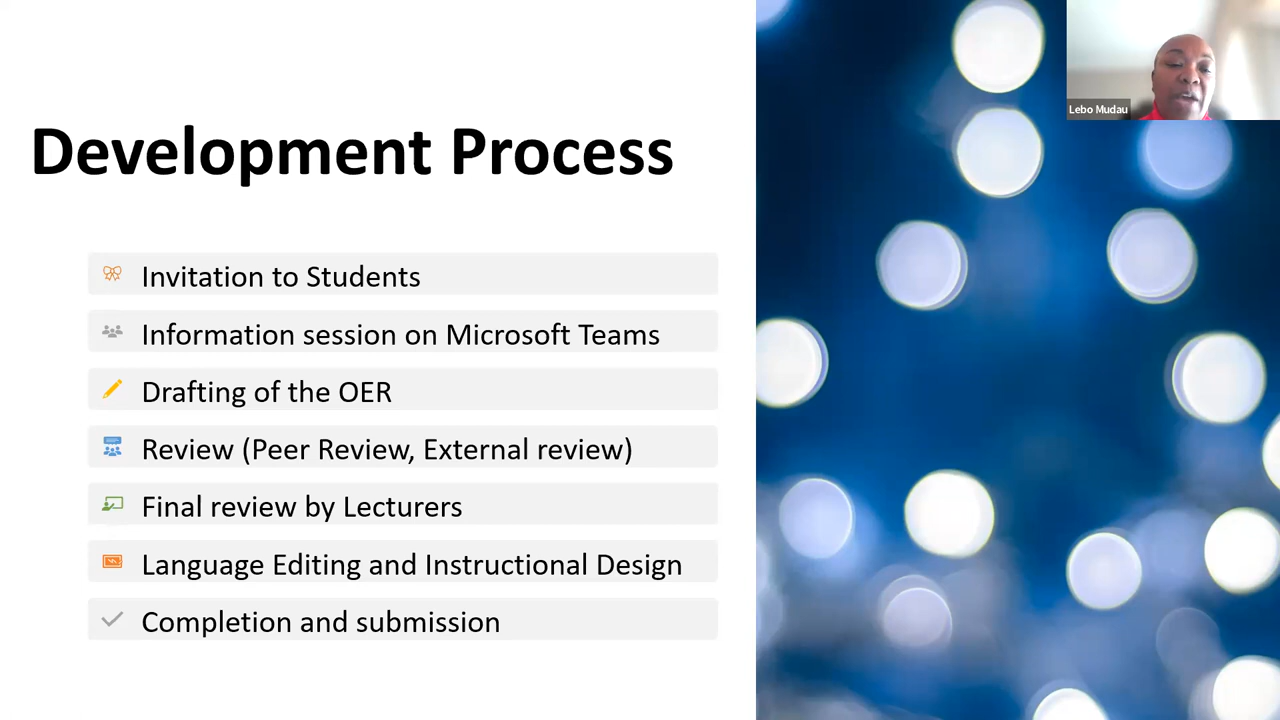 Lebo Mudau
Development Process
Invitation to Students
Information session on Microsoft Teams
Drafting of the OER
Review (Peer Review, External review)
Final review by Lecturers
Language Editing and Instructional Design
Completion and submission